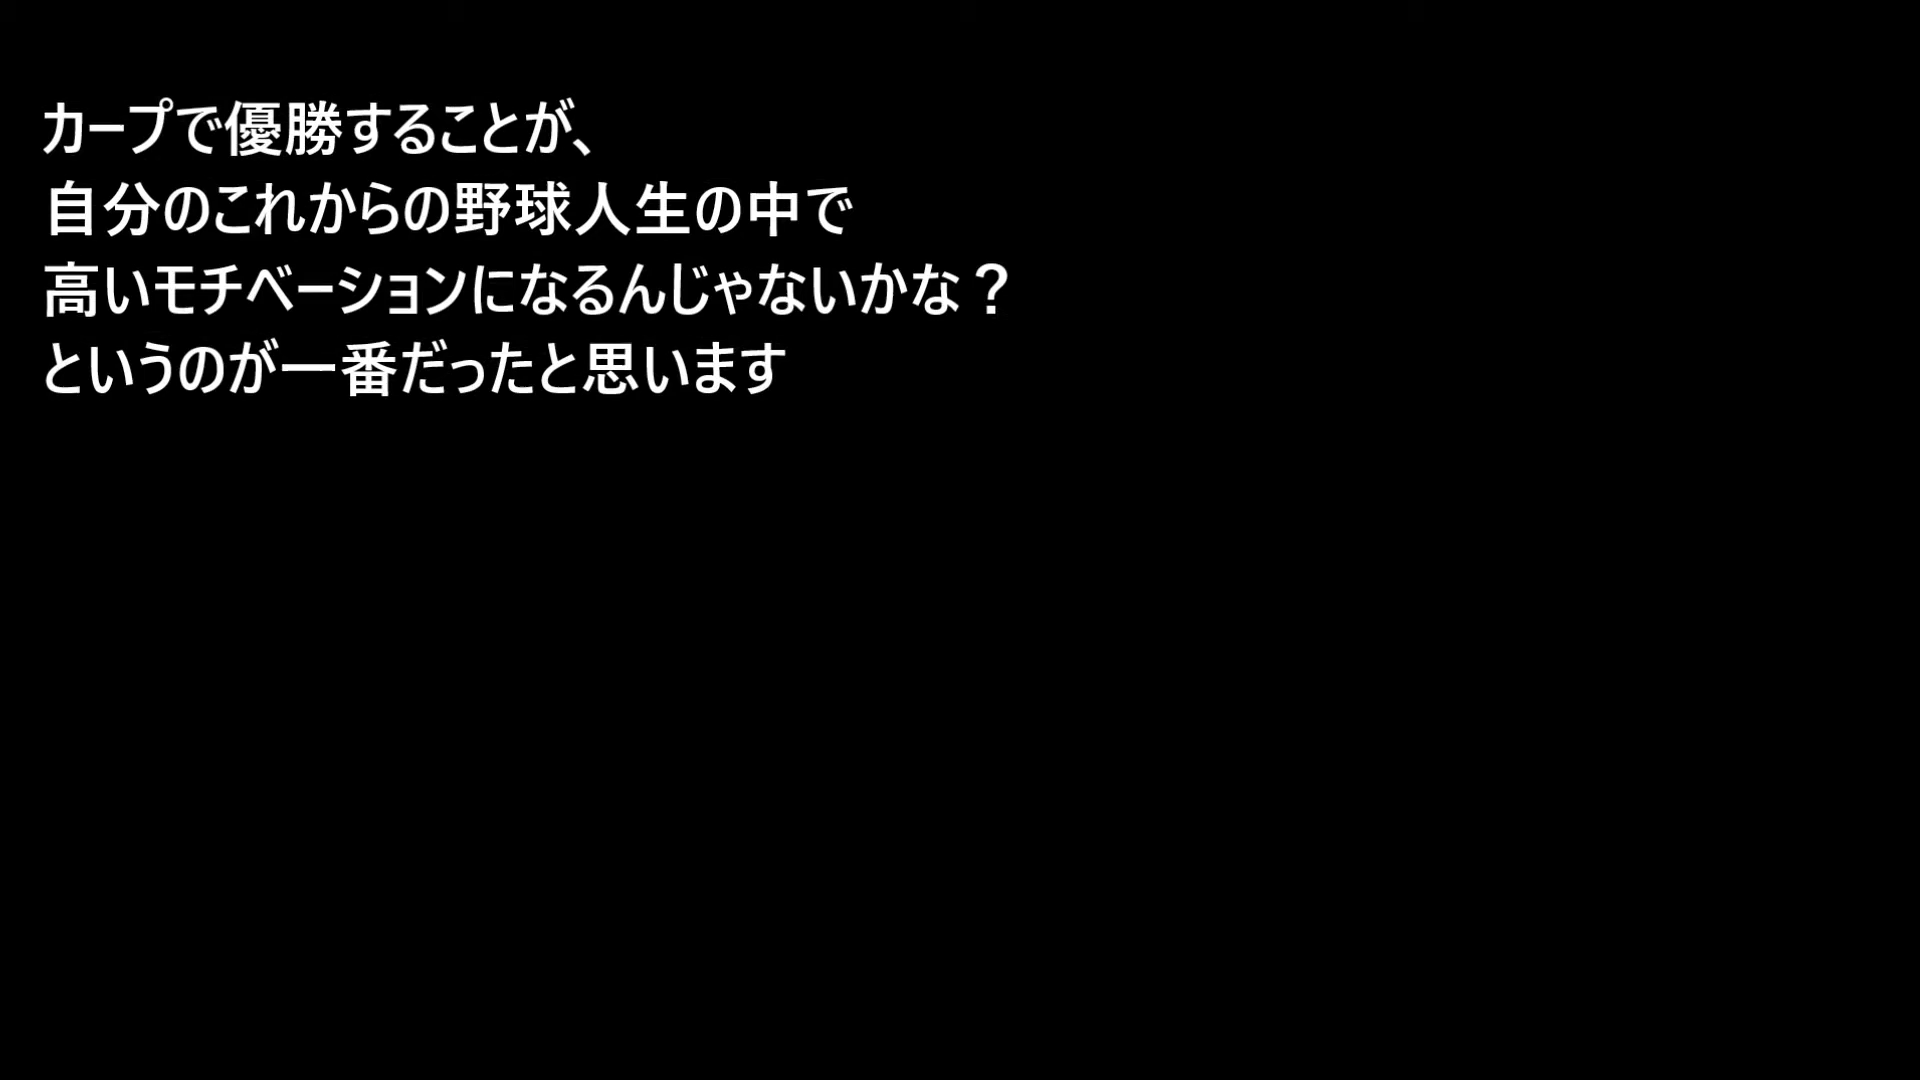 カープで優勝することが、
自分のこれからの野球人生の中で
高いモチベーションになるんじゃないかな？
というのが一番だったと思います